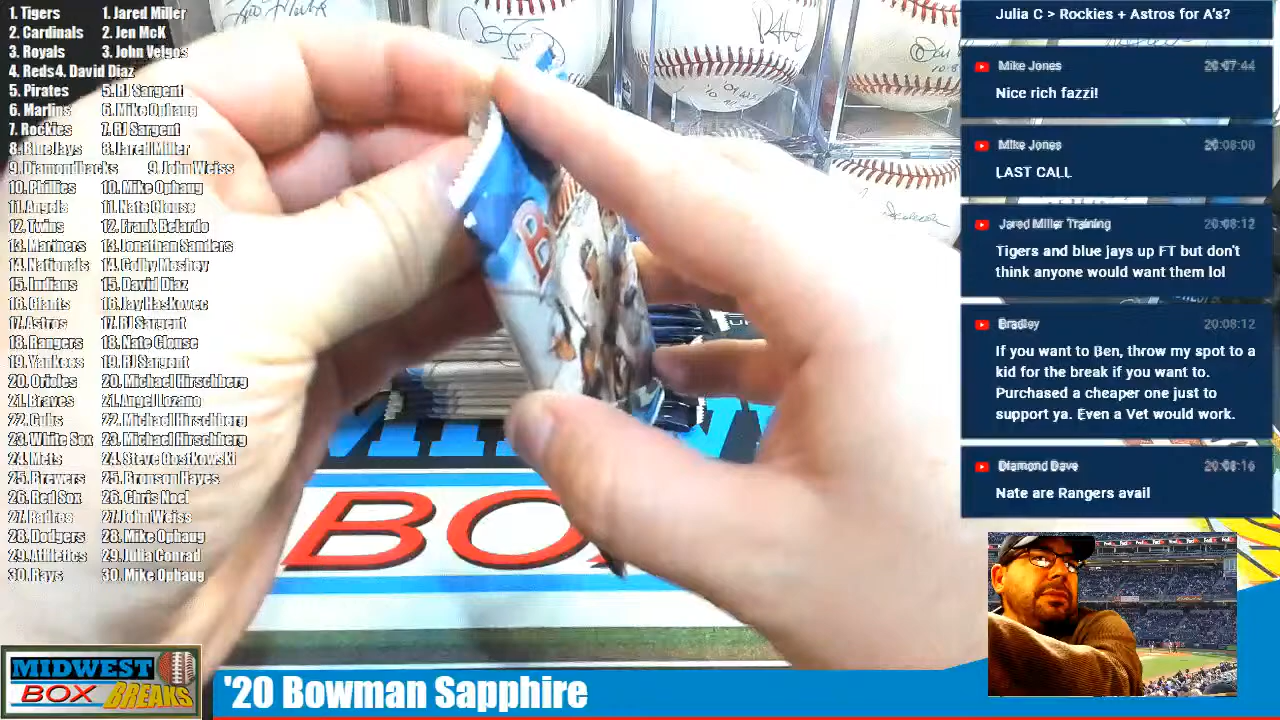 1. Tigers 1. Jared Miller
2. Cardinals 2. Jen McK
3. Royals 3. John Velgos
4. Reds4. David Diaz
5. Pirates 5. RJ Sargent
6. Marlins 6. Mike Ophaug
7. Rockies 7. RJ Sargent
8. BlueJays 8. Jared Miller
9. Diamondbacks 9. John Weiss
10. Phillies 10. Mike Ophaug
11. Angels 11. Nate Clouse
12. Twins 12. Frank Belardo
13. Mariners 13. Jonathan Sanders
14. Nationals 14. Colby Moshey
15. Indians 15. David Diaz
16. Giants 16. Jay Haskovec
17. Astros 17. RJ Sargent
18. Rangers 18. Nate Clouse
19. Yankees 19. RJ Sargent
20. Orioles 20. Michael Hirschberg
21. Braves 21. Angel Lozano
22. Cubs 22. Michael Hirschberg
23. White Sox 23. Michael Hirschberg
24. Mets 24. Steve Gostkowski
25. Brewers 25. Bronson Hayes
26. Red Sox 26. Chris Noel
27. Padres 27. John Weiss
28. Dodgers 28. Mike Ophaug
29. Athletics 29. Julia Conrad
30. Rays 30. Mike Ophaug
BO
MIDWEST
BOX BREAKS
'20 Bowman Sapphire
Julia C > Rockies + Astros for A's?
Mike Jones 20:07:44
Nice rich fazzi!
Mike Jones 20:08:00
LAST CALL
Jared Miller Training 20:08:12
Tigers and blue jays up FT but don't
think anyone would want them lol
Bradley 20:08:12
If you want to Ben, throw my spot to a
kid for the break if you want to.
Purchased a cheaper one just to
support ya. Even a Vet would work.
Diamond Dave 20:08:16
Nate are Rangers avail